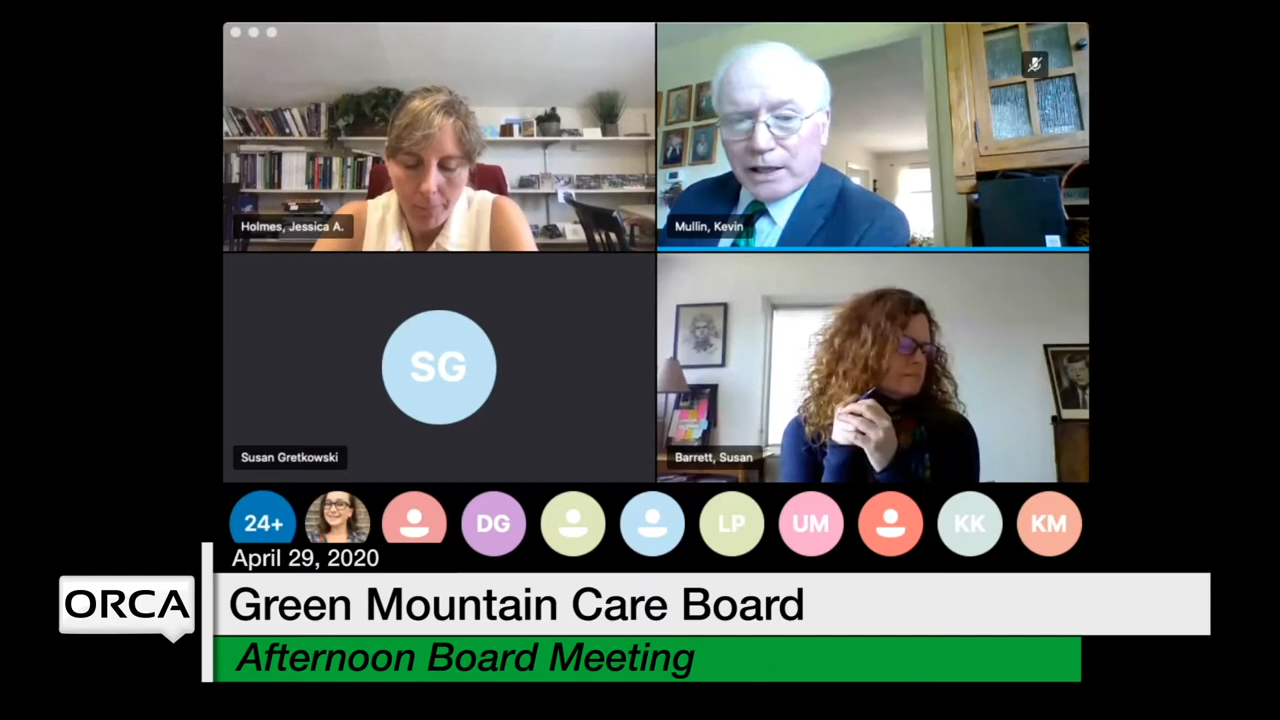 Holmes, Jessica A.
Mullin, Kevin
SG
Susan Gretkowski
Barrett, Susan
24+
DG
LP
UM
KK
KM
April 29, 2020
ORCA
Green Mountain Care Board
Afternoon Board Meeting